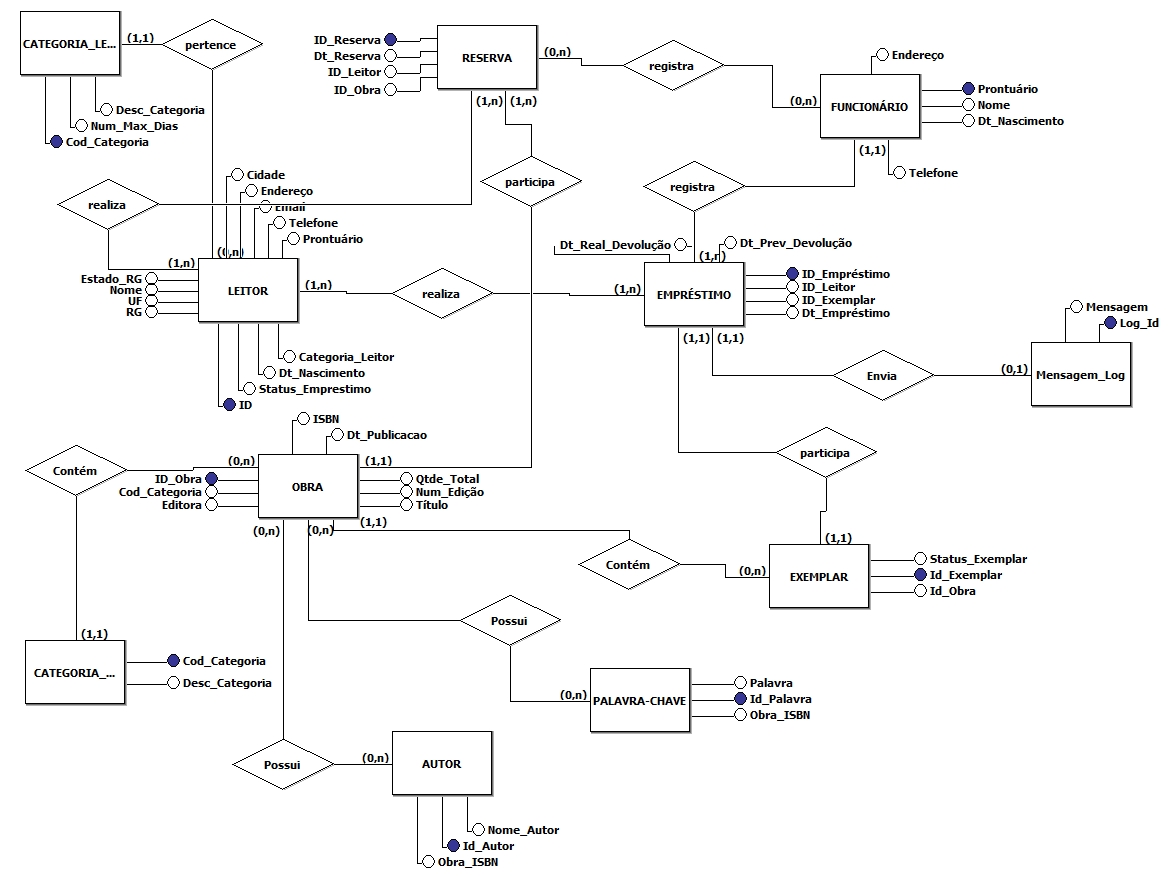 CATEGORIA_LE...
(1,1)
pertence
Desc_Categoria
Num_Max_Dias
Cod_Categoria
ID_Reserva
Dt_Reserva
ID_Leitor
ID_Obra
RESERVA
(0,n)
(1,n)
(1,n)
registra
(0,n)
Endereço
FUNCIONÁRIO
Prontuário
Nome
Dt_Nascimento
(1,1)
Telefone
realiza
participa
registra
Cidade
Endereço
Email
Telefone
Prontuário
(0,n)
(1,n)
Estado_RG
Nome
UF
RG
LEITOR
(1,n)
realiza
(1,n)
Dt_Real_Devolução
Dt_Prev_Devolução
(1,n)
EMPRÉSTIMO
ID_Empréstimo
ID_Leitor
ID_Exemplar
Dt_Empréstimo
(1,1)
(1,1)
Categoria_Leitor
Dt_Nascimento
Status_Emprestimo
ID
Mensagem
Log_Id
Envia
(0,1)
Mensagem_Log
ISBN
Dt_Publicacao
Contém
(0,n)
(1,1)
ID_Obra
Cod_Categoria
Editora
OBRA
Qtde_Total
Num_Edição
Título
(0,n)
(0,n)
(1,1)
participa
(1,1)
Contém
(0,n)
EXEMPLAR
Status_Exemplar
Id_Exemplar
Id_Obra
Possui
(1,1)
CATEGORIA_...
Cod_Categoria
Desc_Categoria
(0,n)
PALAVRA-CHAVE
Palavra
Id_Palavra
Obra_ISBN
Possui
(0,n)
AUTOR
Nome_Autor
Id_Autor
Obra_ISBN